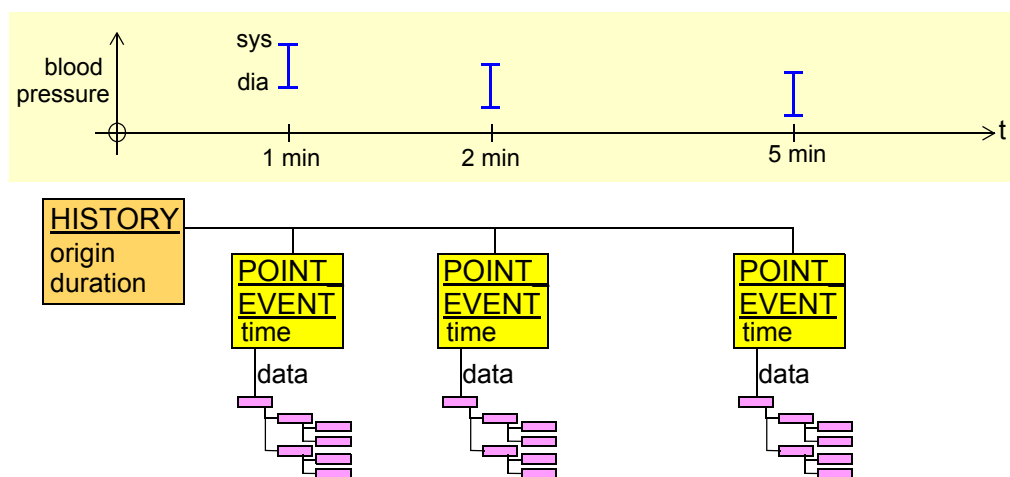 sys
blood
pressure
dia
t
1 min
2 min
5 min
HISTORY
origin
duration
POINT_
EVENT
time
data
POINT_
EVENT
time
data
POINT_
EVENT
time
data